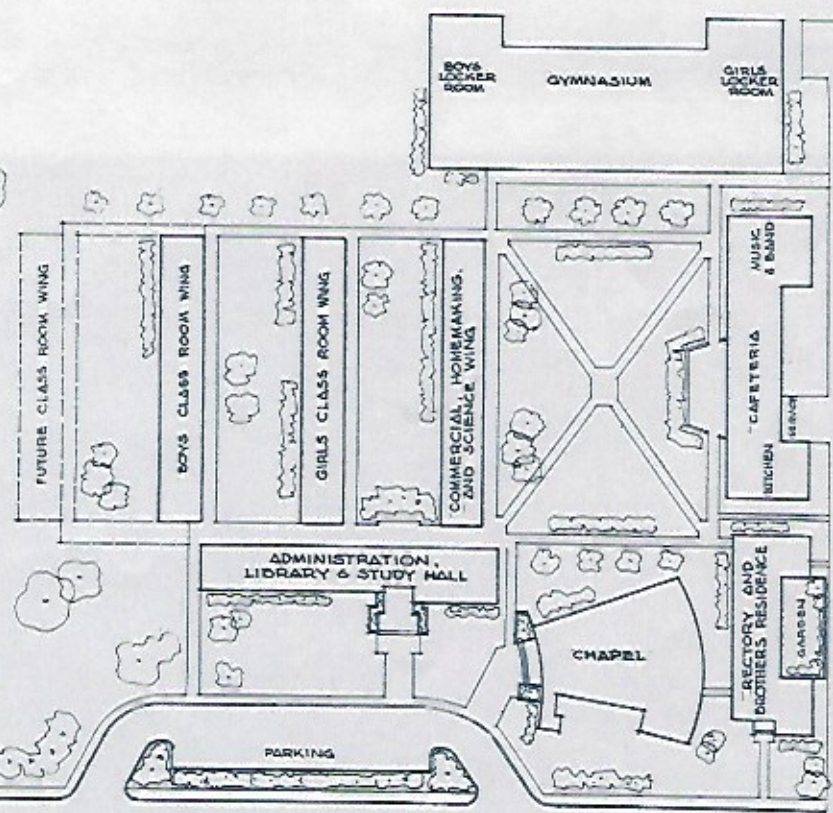 BOYS
LOCKER
ROOM
GYMNASIUM
GIRLS
LOCKER
ROOM
FUTURE CLASS ROOM WING
BOYS CLASS ROOM WING
GIRLS CLASS ROOM WING
COMMERCIAL, HOMEMAKING,
AND SCIENCE WING
MUSIC
& BAND
CAFETERIA
SERVICE
KITCHEN
ADMINISTRATION,
LIBRARY & STUDY HALL
CHAPEL
RECTORY AND
BROTHERS RESIDENCE
GARDEN
PARKING